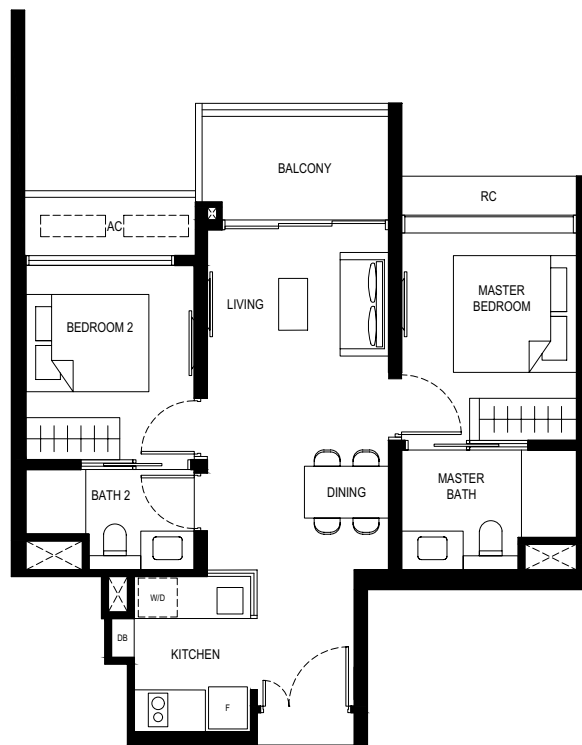 BALCONY
RC
AC
LIVING
MASTER
BEDROOM
BEDROOM 2
BATH 2
DINING
MASTER
BATH
W/D
DB
KITCHEN
F